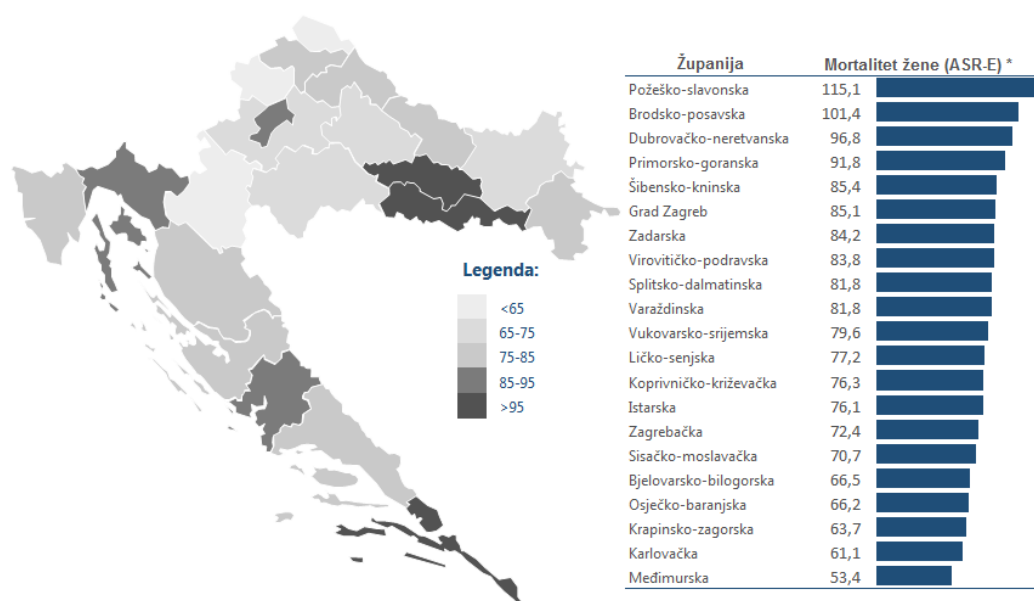 Legenda:
<65
65-75
75-85
85-95
>95
Županija Mortalitet žene (ASR-E) *
Požeško-slavonska 115,1
Brodsko-posavska 101,4
Dubrovačko-neretvanska 96,8
Primorsko-goranska 91,8
Šibensko-kninska 85,4
Grad Zagreb 85,1
Zadarska 84,2
Virovitičko-podravska 83,8
Splitsko-dalmatinska 81,8
Varaždinska 81,8
Vukovarsko-srijemska 79,6
Ličko-senjska 77,2
Koprivničko-križevačka 76,3
Istarska 76,1
Zagrebačka 72,4
Sisačko-moslavačka 70,7
Bjelovarsko-bilogorska 66,5
Osječko-baranjska 66,2
Krapinsko-zagorska 63,7
Karlovačka 61,1
Međimurska 53,4